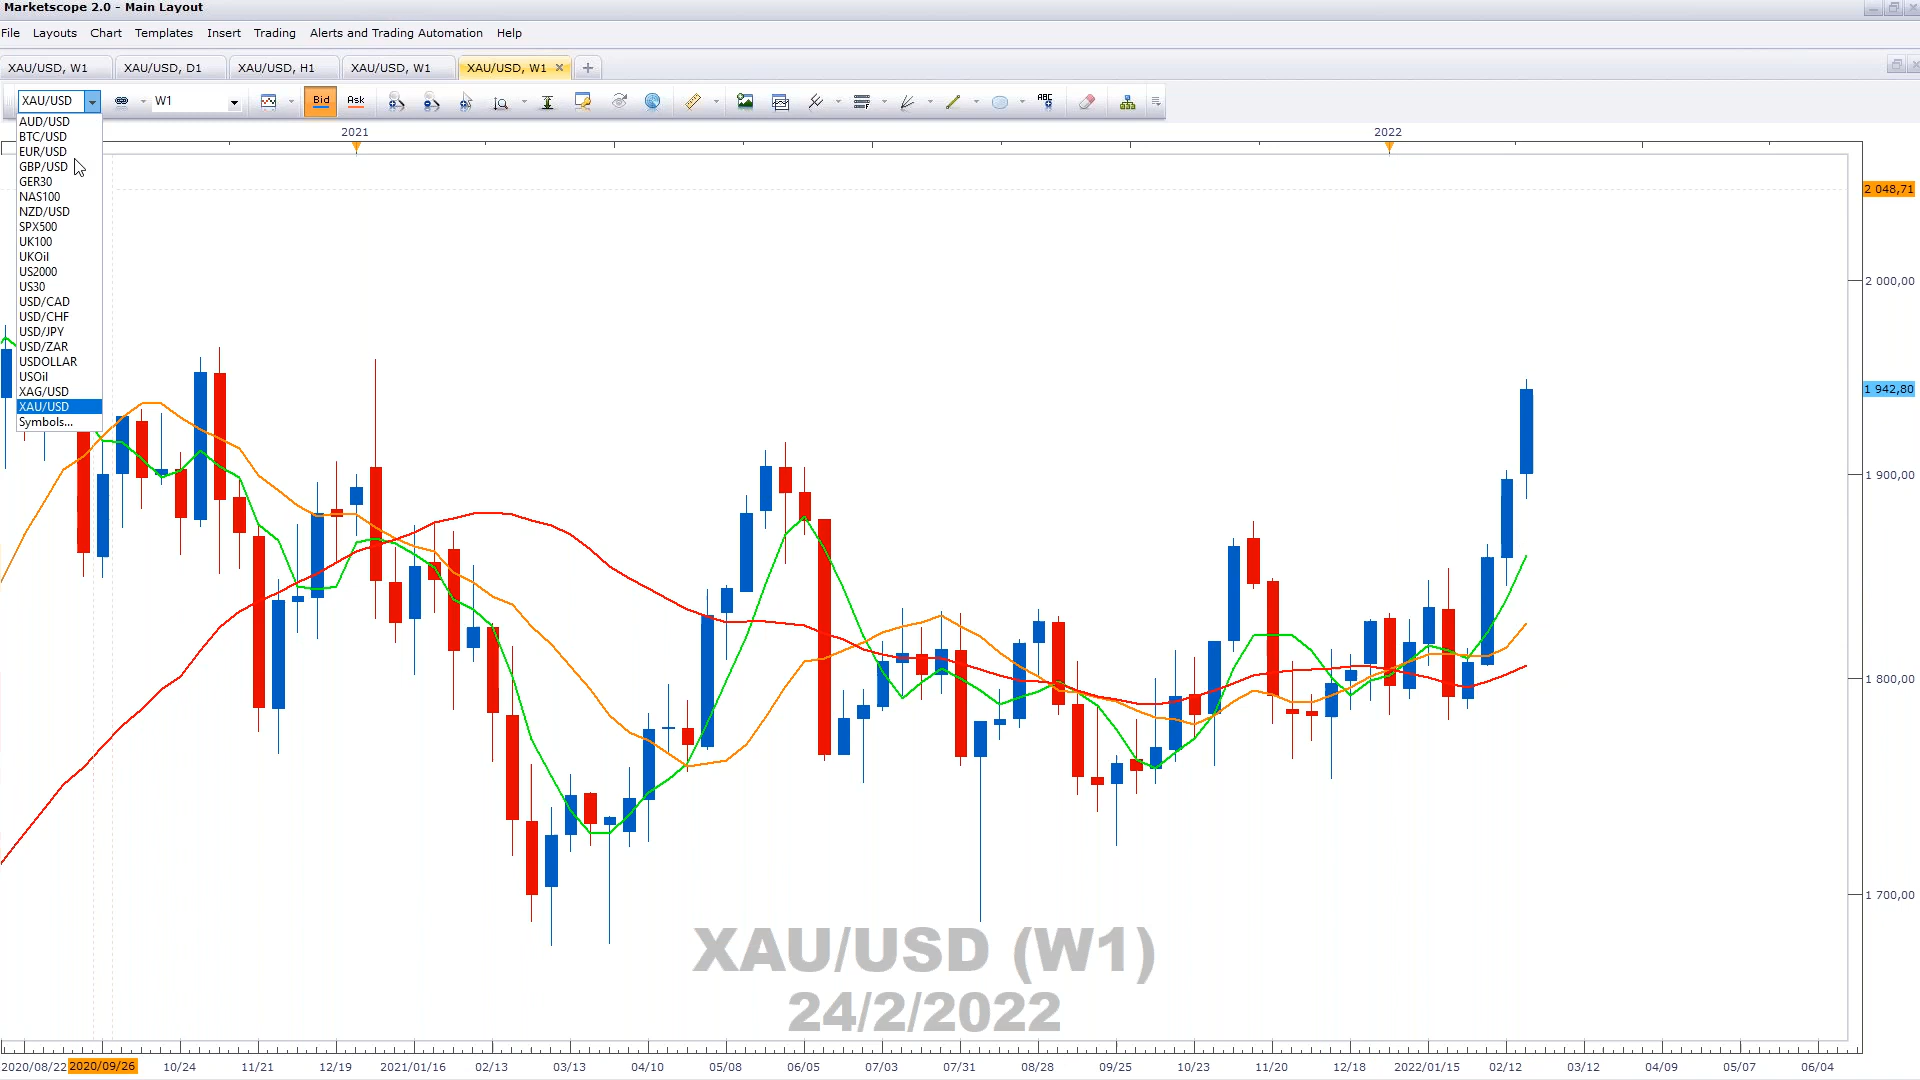 Marketscope 2.0 - Main Layout
File Layouts Chart Templates Insert Trading Alerts and Trading Automation Help
XAU/USD, W1 XAU/USD, D1 XAU/USD, H1 XAU/USD, W1 XAU/USD, W1
XAU/USD W1 Bid Ask ABC
AUD/USD
BTC/USD
EUR/USD
GBP/USD
GER30
NAS100
NZD/USD
SPX500
UK100
UKOil
US2000
US30
USD/CAD
USD/CHF
USD/JPY
USD/ZAR
USDOLLAR
USOil
XAG/USD
XAU/USD
Symbols...
2021 2022
2 048,71
2 000,00
1 942,80
1 900,00
1 800,00
1 700,00
XAU/USD (W1)
24/2/2022
2020/08/22 2020/09/26 10/24 11/21 12/19 2021/01/16 02/13 03/13 04/10 05/08 06/05 07/03 07/31 08/28 09/25 10/23 11/20 12/18 2022/01/15 02/12 03/12 04/09 05/07 06/04